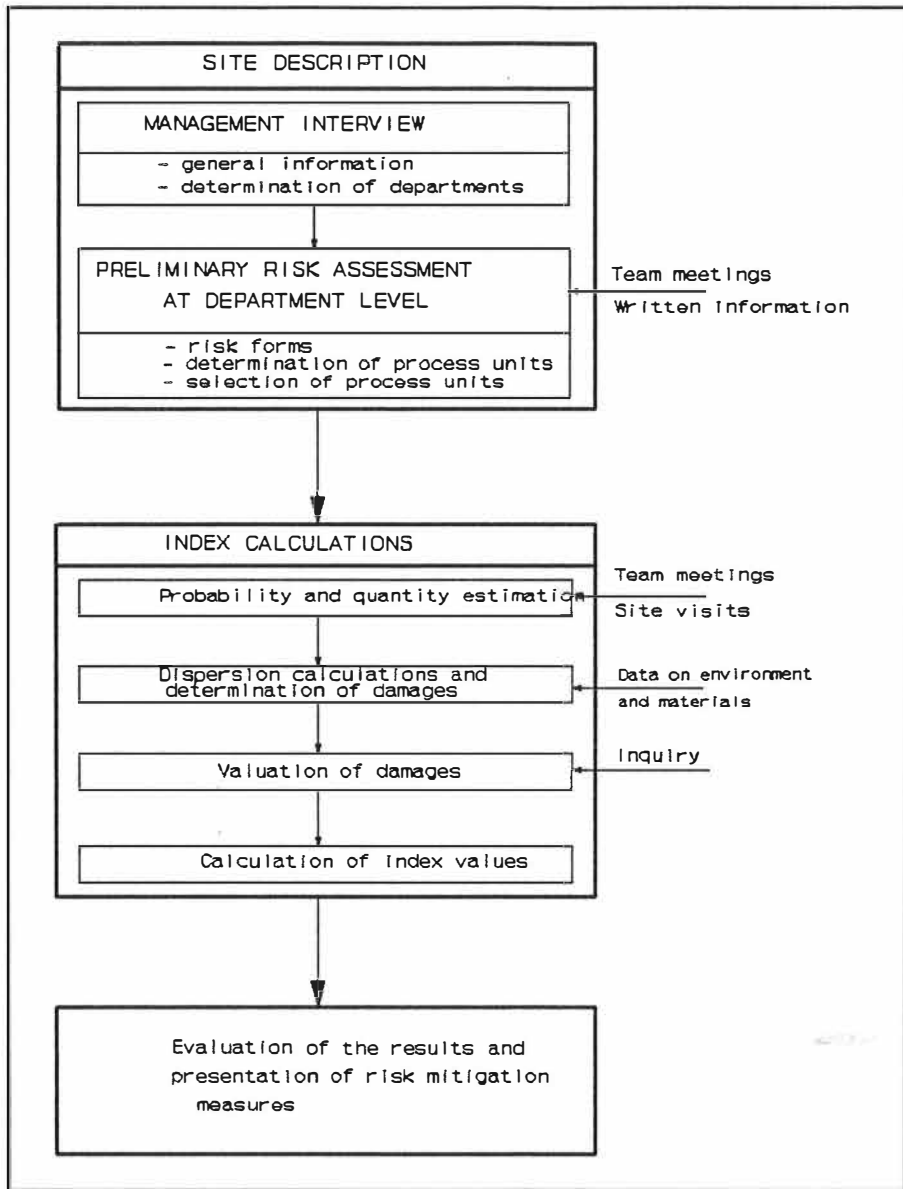 SITE DESCRIPTION
MANAGEMENT INTERVIEW
- general information
- determination of departments
PRELIMINARY RISK ASSESSMENT
AT DEPARTMENT LEVEL
Team meetings
Written information
- risk forms
- determination of process units
- selection of process units
INDEX CALCULATIONS
Probability and quantity estimation
Team meetings
Site visits
Dispersion calculations and
determination of damages
Data on environment
and materials
Valuation of damages
Inquiry
Calculation of index values
Evaluation of the results and
presentation of risk mitigation
measures